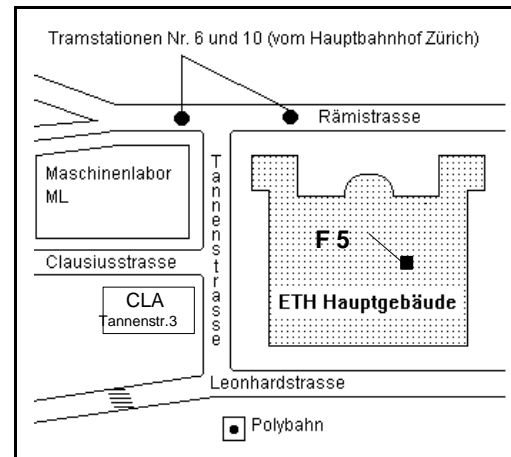 Tramstationen Nr. 6 und 10 (vom Hauptbahnhof Zürich)
Rämistrasse
Tannenstrasse
Maschinenlabor
ML
F 5
Clausiusstrasse
CLA
Tannenstr.3
ETH Hauptgebäude
Leonhardstrasse
Polybahn